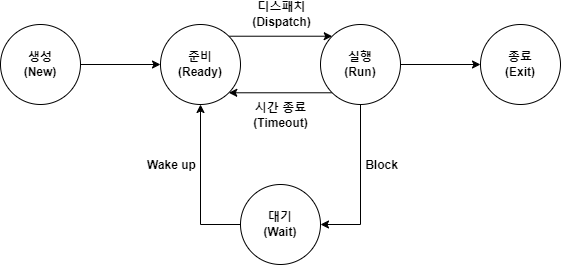 디스패치
(Dispatch)
생성
(New)
준비
(Ready)
실행
(Run)
종료
(Exit)
시간 종료
(Timeout)
Wake up
Block
대기
(Wait)